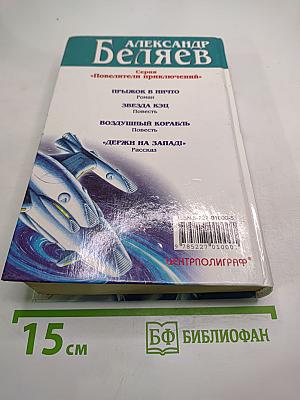 АЛЕКСАНДР
Беляев
Серия
«Повелители приключений»
ПРЫЖОК В НИЧТО
Роман
ЗВЕЗДА КЭЦ
Повесть
ВОЗДУШНЫЙ КОРАБЛЬ
Повесть
«ДЕРЖИ НА ЗАПАД!»
Рассказ
9785227010001
ЦЕНТРПОЛИГРАФ
15 см
БФ БИБЛИОФАН